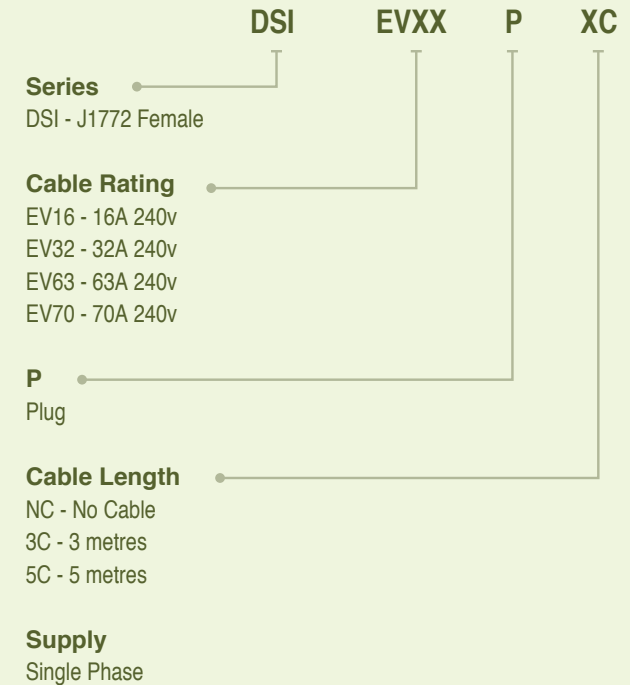 DSI EVXX P XC
Series
DSI - J1772 Female
Cable Rating
EV16 - 16A 240v
EV32 - 32A 240v
EV63 - 63A 240v
EV70 - 70A 240v
P
Plug
Cable Length
NC - No Cable
3C - 3 metres
5C - 5 metres
Supply
Single Phase